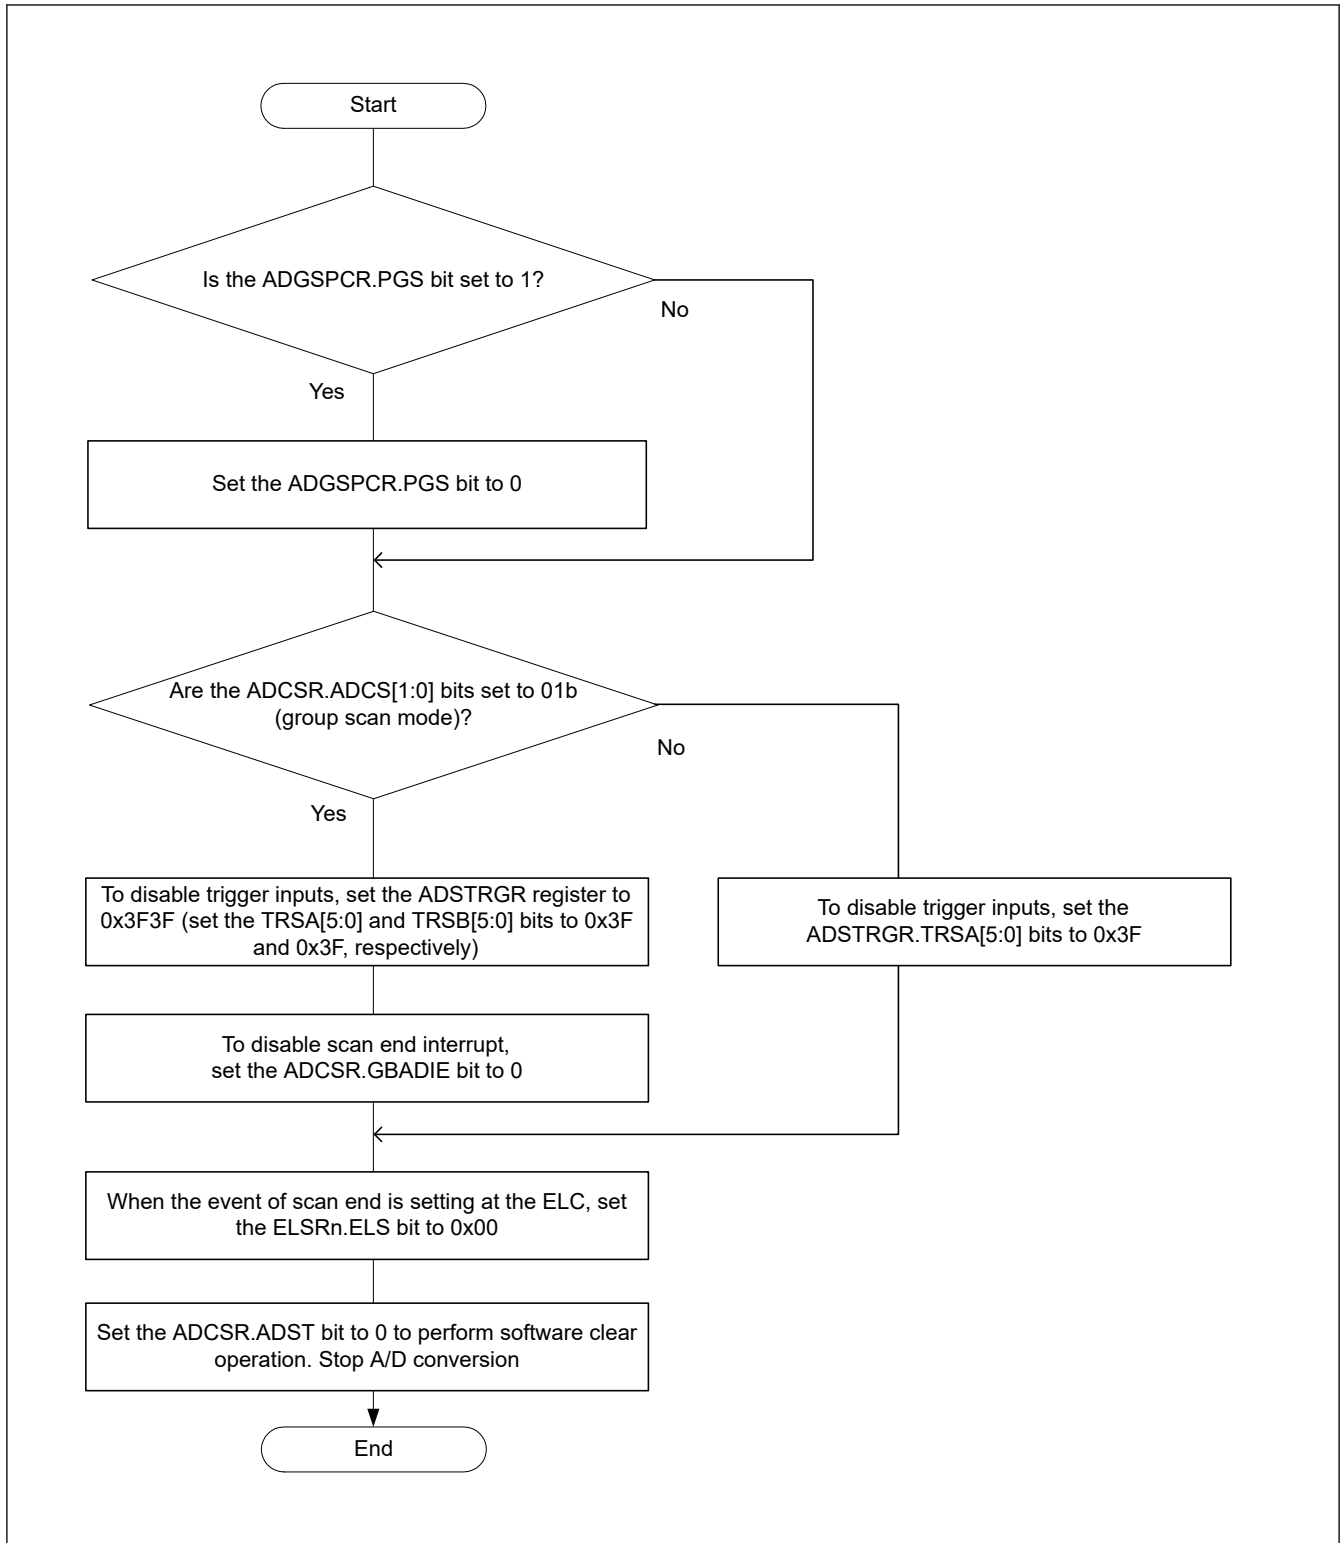 Start
Is the ADGSPCR.PGS bit set to 1?
No
Yes
Set the ADGSPCR.PGS bit to 0
Are the ADCSR.ADCS[1:0] bits set to 01b
(group scan mode)?
No
Yes
To disable trigger inputs, set the ADSTRGR register to
0x3F3F (set the TRSA[5:0] and TRSB[5:0] bits to 0x3F
and 0x3F, respectively)
To disable trigger inputs, set the
ADSTRGR.TRSA[5:0] bits to 0x3F
To disable scan end interrupt,
set the ADCSR.GBADIE bit to 0
When the event of scan end is setting at the ELC, set
the ELSRn.ELS bit to 0x00
Set the ADCSR.ADST bit to 0 to perform software clear
operation. Stop A/D conversion
End